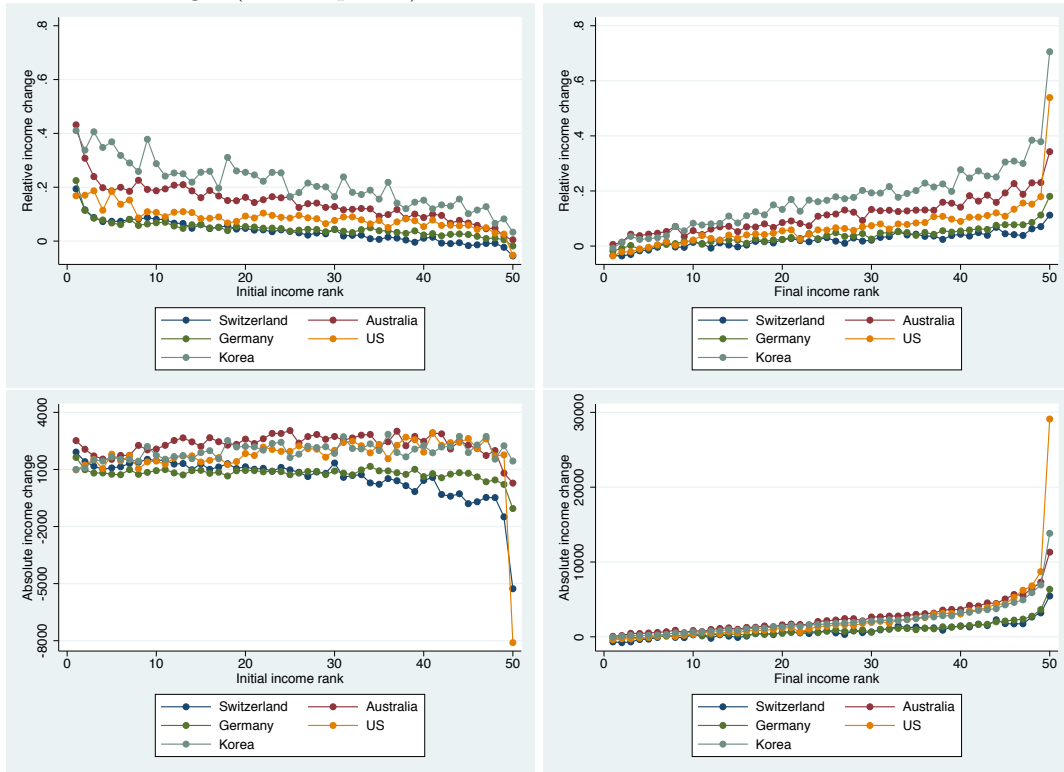 .8
.6
.4
.2
0
Relative income change
0
10
20
30
40
50
Initial income rank
Switzerland
Australia
Germany
US
Korea
.8
.6
.4
.2
0
Relative income change
0
10
20
30
40
50
Final income rank
Switzerland
Australia
Germany
US
Korea
4000
1000
-2000
-5000
-8000
Absolute income change
0
10
20
30
40
50
Initial income rank
Switzerland
Australia
Germany
US
Korea
30000
20000
10000
0
Absolute income change
0
10
20
30
40
50
Final income rank
Switzerland
Australia
Germany
US
Korea